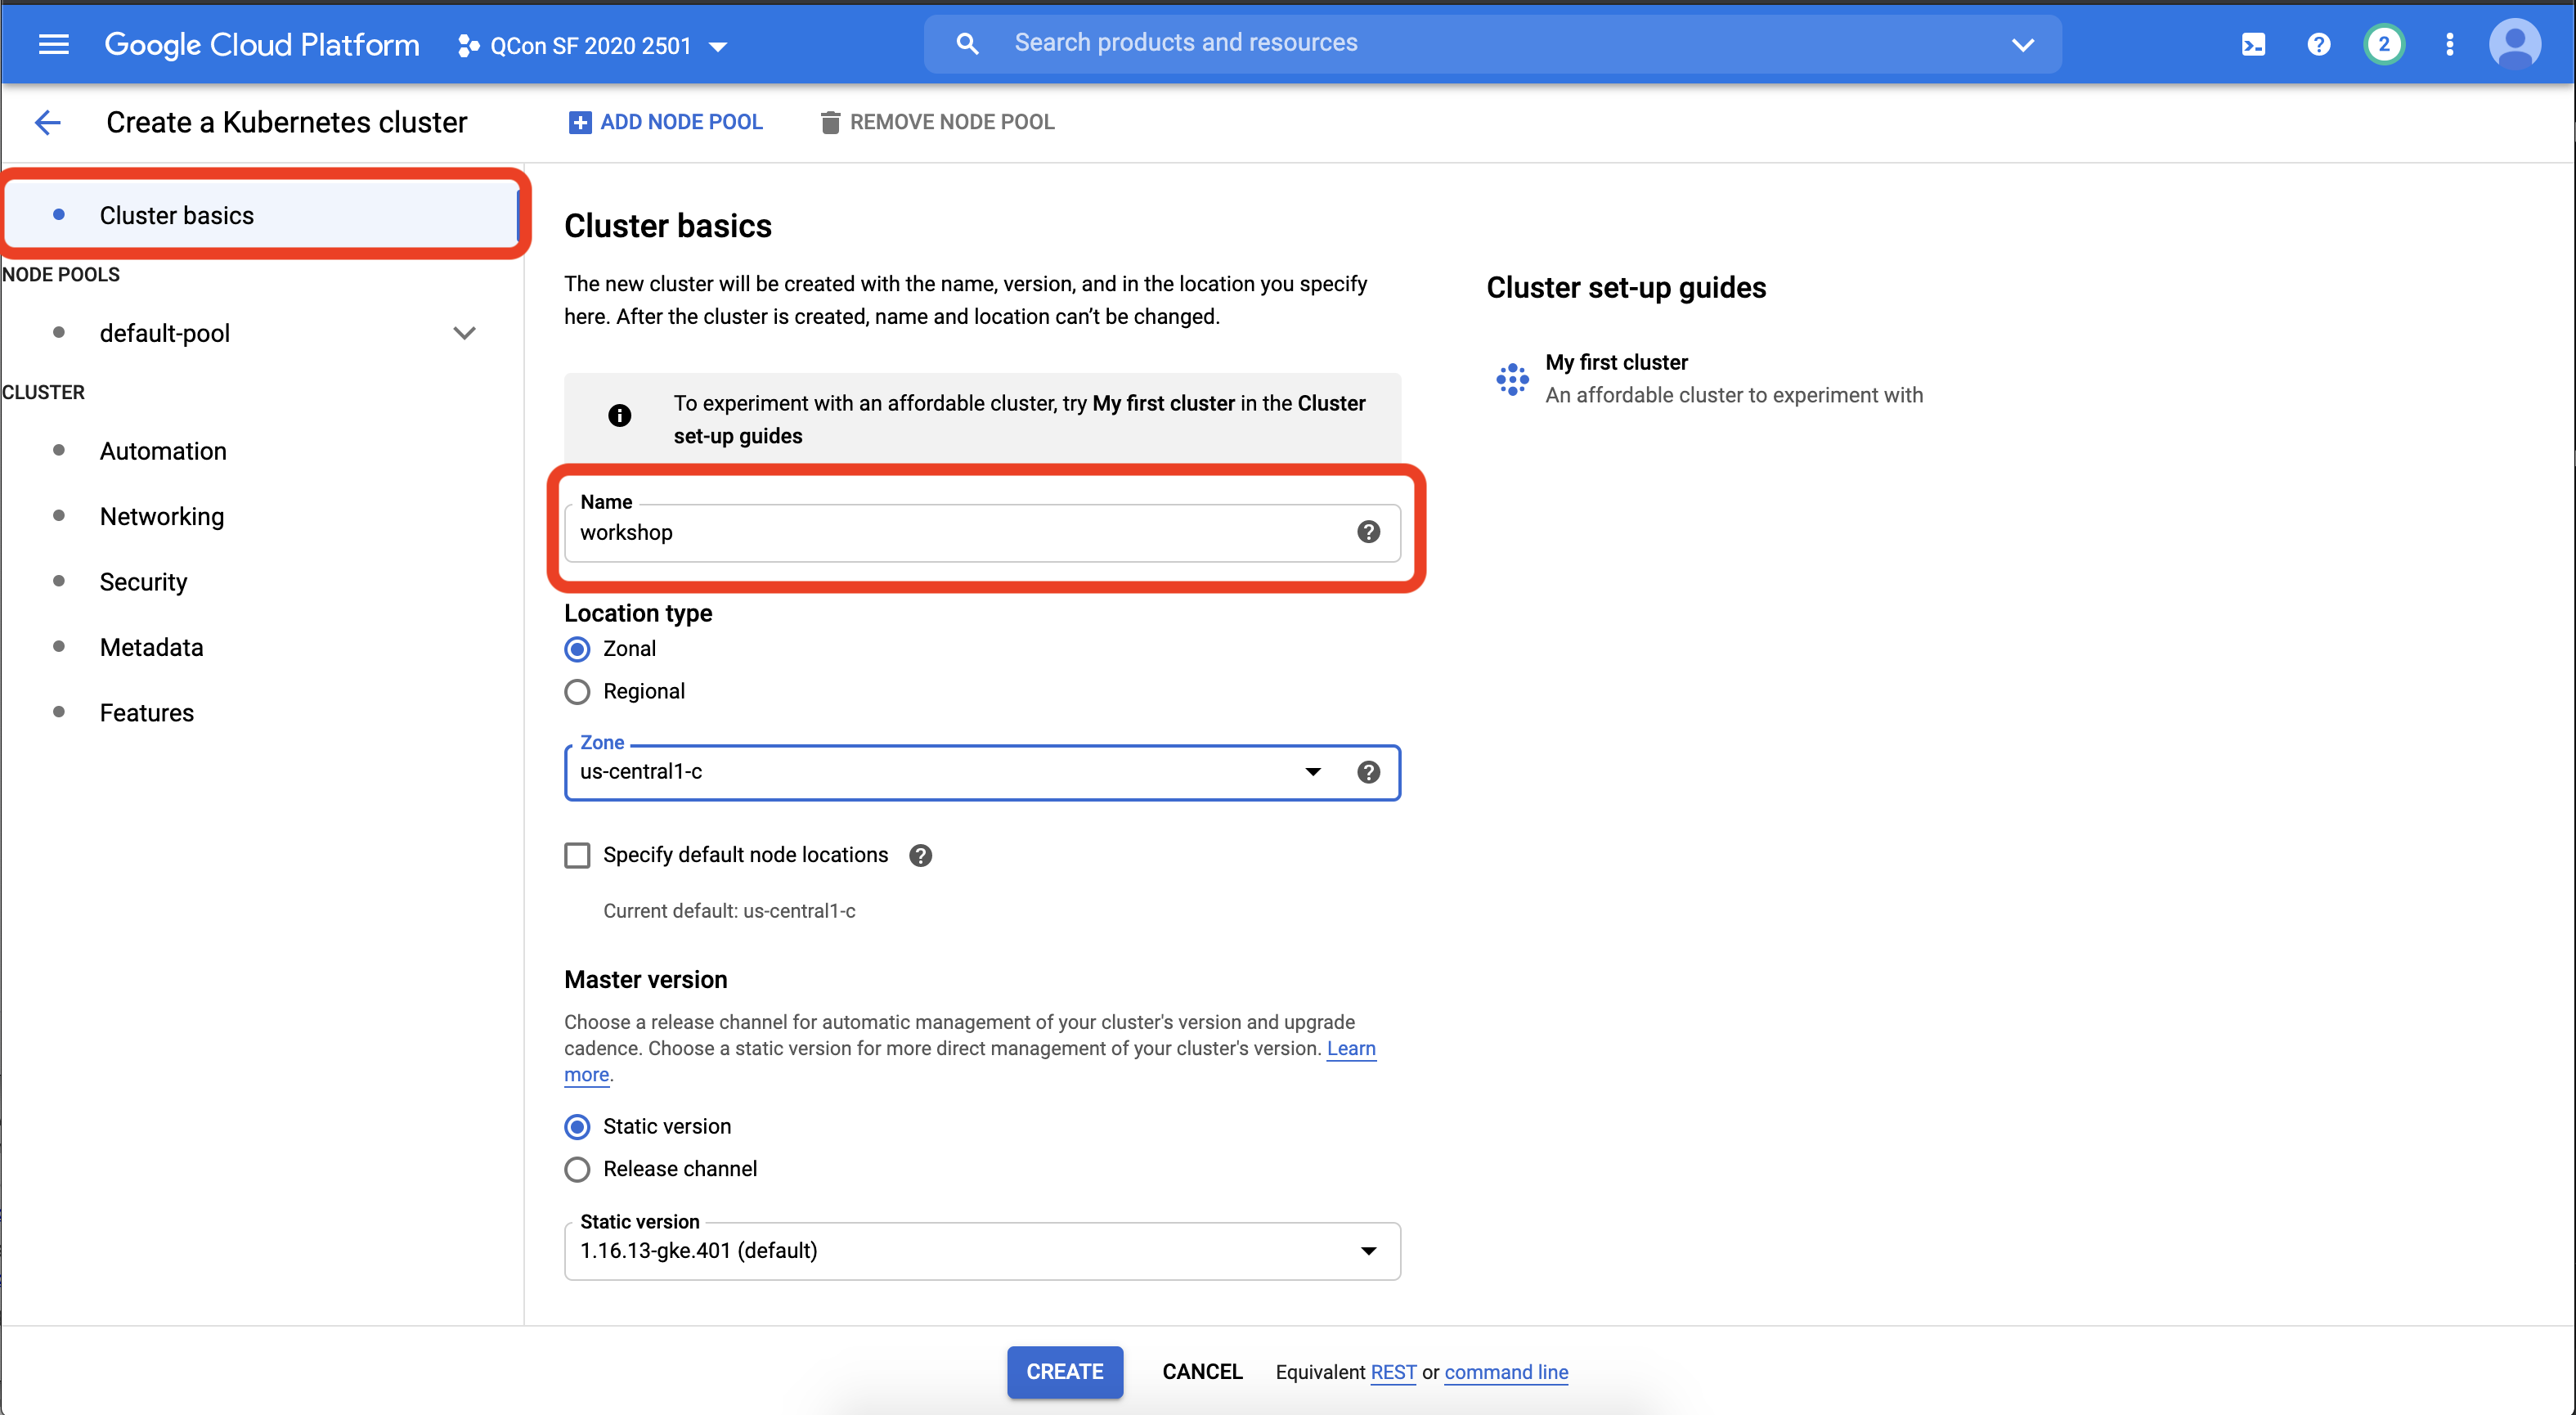 Google Cloud Platform
QCon SF 2020 2501
Search products and resources
2
Create a Kubernetes cluster
ADD NODE POOL
REMOVE NODE POOL
Cluster basics
NODE POOLS
default-pool
CLUSTER
Automation
Networking
Security
Metadata
Features
Cluster basics
The new cluster will be created with the name, version, and in the location you specify
here. After the cluster is created, name and location can’t be changed.
To experiment with an affordable cluster, try My first cluster in the Cluster
set-up guides
Name
workshop
Location type
Zonal
Regional
Zone
us-central1-c
Specify default node locations
Current default: us-central1-c
Master version
Choose a release channel for automatic management of your cluster's version and upgrade
cadence. Choose a static version for more direct management of your cluster's version. Learn
more.
Static version
Release channel
Static version
1.16.13-gke.401 (default)
Cluster set-up guides
My first cluster
An affordable cluster to experiment with
CREATE
CANCEL
Equivalent REST or command line